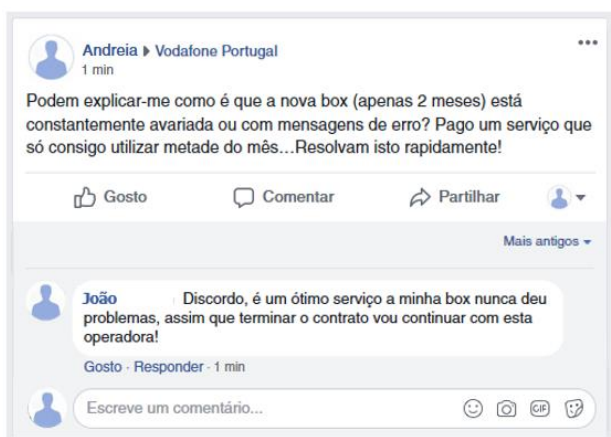 Andreia ▸ Vodafone Portugal
1 min
Podem explicar-me como é que a nova box (apenas 2 meses) está
constantemente avariada ou com mensagens de erro? Pago um serviço que
só consigo utilizar metade do mês...Resolvam isto rapidamente!
Gosto Comentar Partilhar
Mais antigos
João Discordo, é um ótimo serviço a minha box nunca deu
problemas, assim que terminar o contrato vou continuar com esta
operadora!
Gosto · Responder · 1 min
Escreve um comentário... GIF